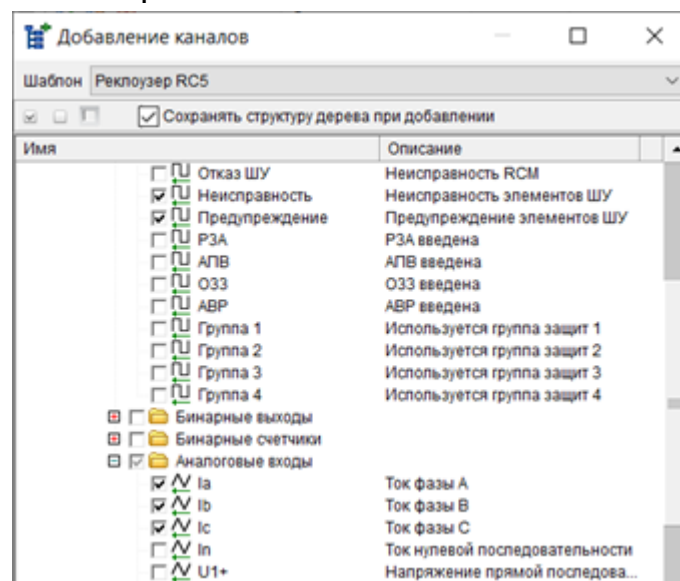 Добавление каналов
Шаблон Реклоузер RC5
Сохранять структуру дерева при добавлении
Имя Описание
Отказ ШУ Неисправность RCM
Неисправность Неисправность элементов ШУ
Предупреждение Предупреждение элементов ШУ
РЗА РЗА введена
АПВ АПВ введена
ОЗЗ ОЗЗ введена
АВР АВР введена
Группа 1 Используется группа защит 1
Группа 2 Используется группа защит 2
Группа 3 Используется группа защит 3
Группа 4 Используется группа защит 4
Бинарные выходы
Бинарные счетчики
Аналоговые входы
Ia Ток фазы A
Ib Ток фазы B
Ic Ток фазы C
In Ток нулевой последовательности
U1+ Напряжение прямой последова...